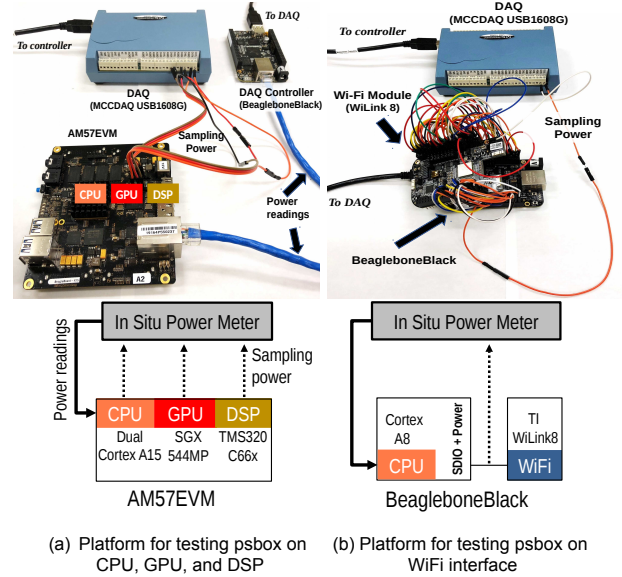 To controller
To DAQ
DAQ
(MCCDAQ USB1608G)
DAQ Controller
(BeagleboneBlack)
AM57EVM
Sampling
Power
CPU
GPU
DSP
Power
readings
A2
In Situ Power Meter
Power readings
Sampling
power
CPU
GPU
DSP
Dual
Cortex A15
SGX
544MP
TMS320
C66x
AM57EVM
(a) Platform for testing psbox on
CPU, GPU, and DSP
To controller
DAQ
(MCCDAQ USB1608G)
Wi-Fi Module
(WiLink 8)
Sampling
Power
To DAQ
BeagleboneBlack
In Situ Power Meter
Cortex
A8
CPU
SDIO + Power
TI
WiLink8
WiFi
BeagleboneBlack
(b) Platform for testing psbox on
WiFi interface